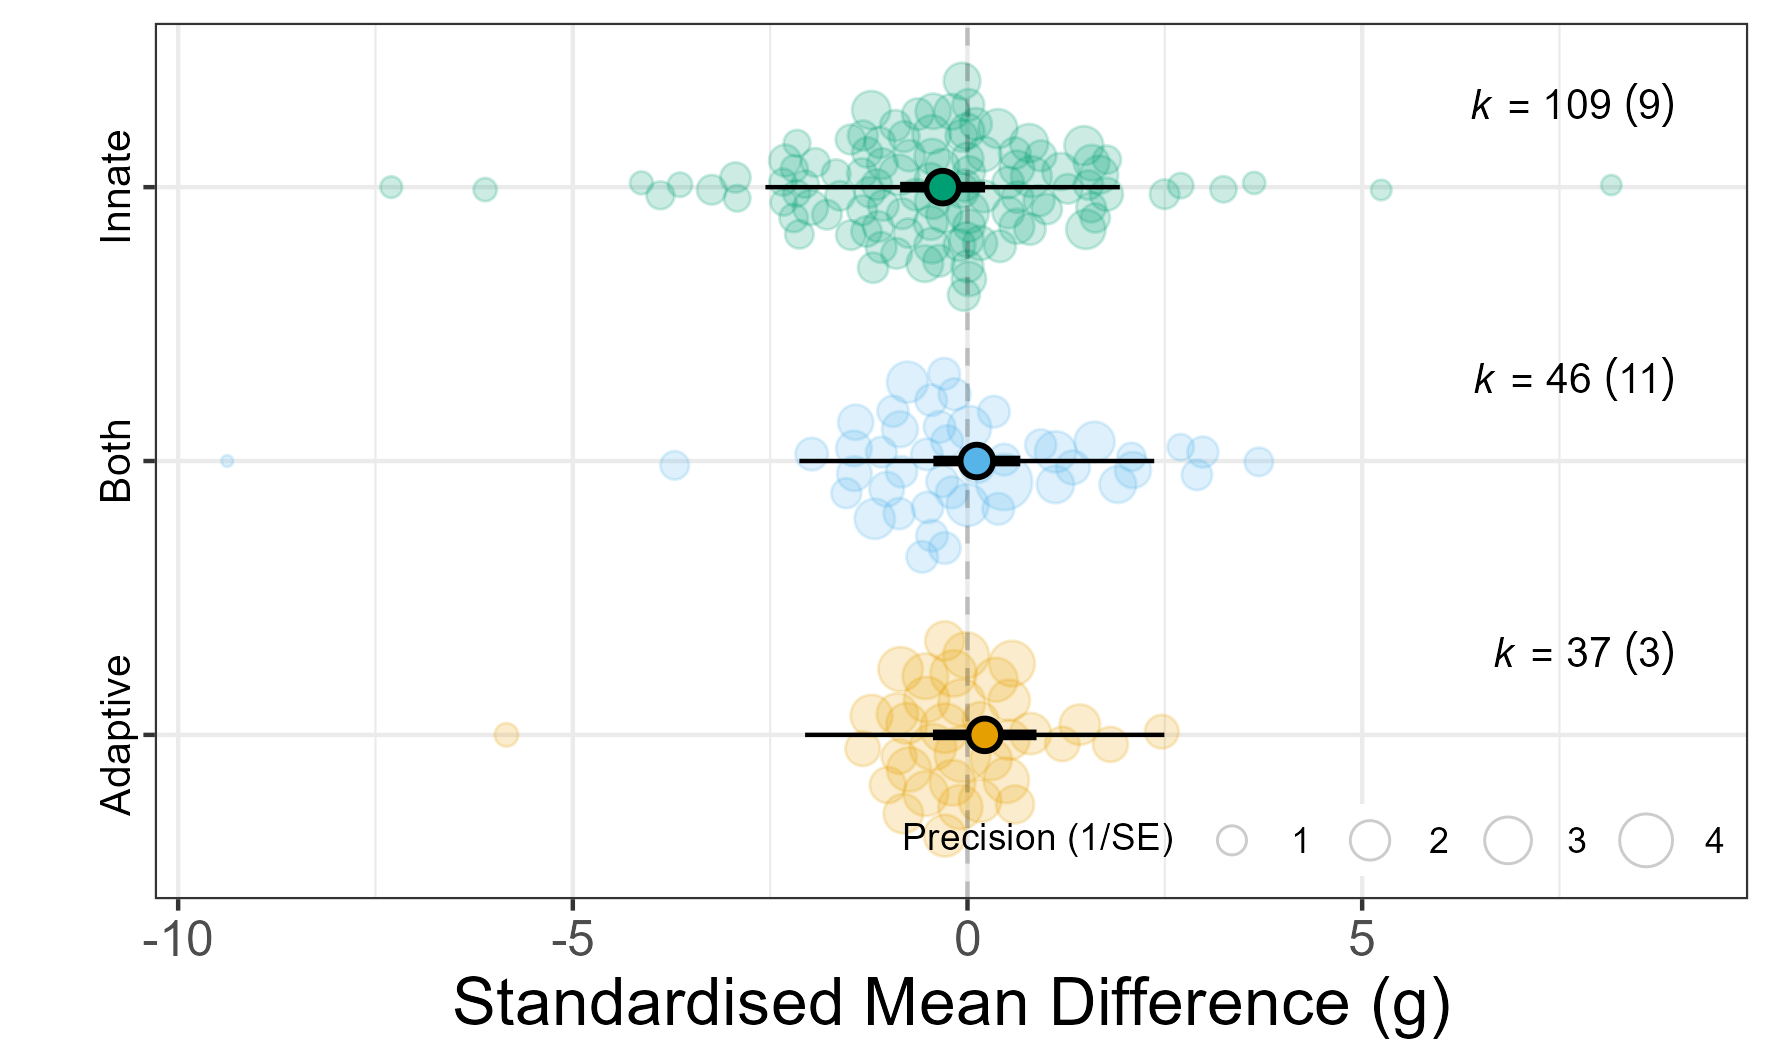 Innate
k = 109 (9)
Both
k = 46 (11)
Adaptive
k = 37 (3)
Precision (1/SE) 1 2 3 4
-10 -5 0 5
Standardised Mean Difference (g)